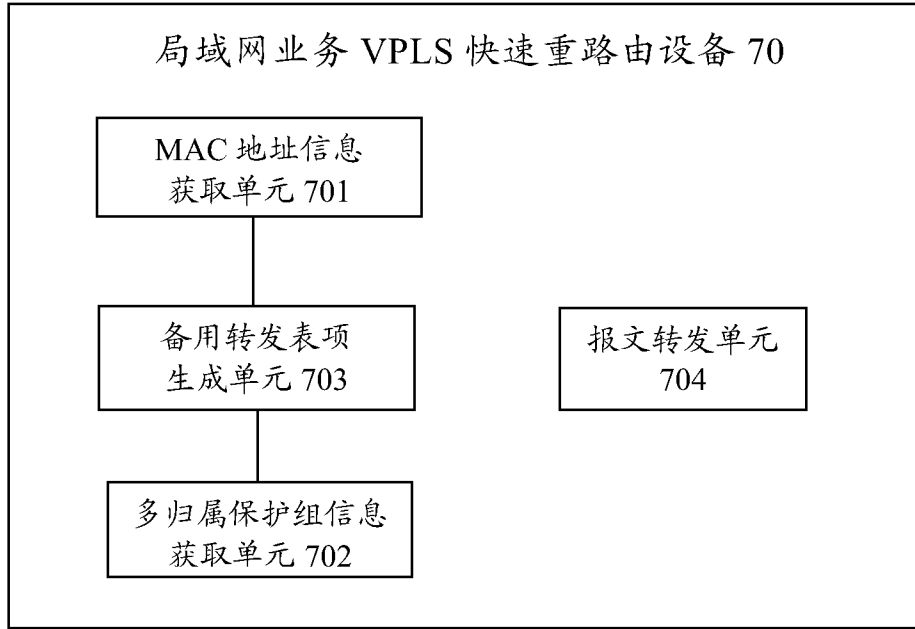 局域网业务 VPLS 快速重路由设备 70
MAC 地址信息
获取单元 701
备用转发表项
生成单元 703
报文转发单元
704
多归属保护组信息
获取单元 702